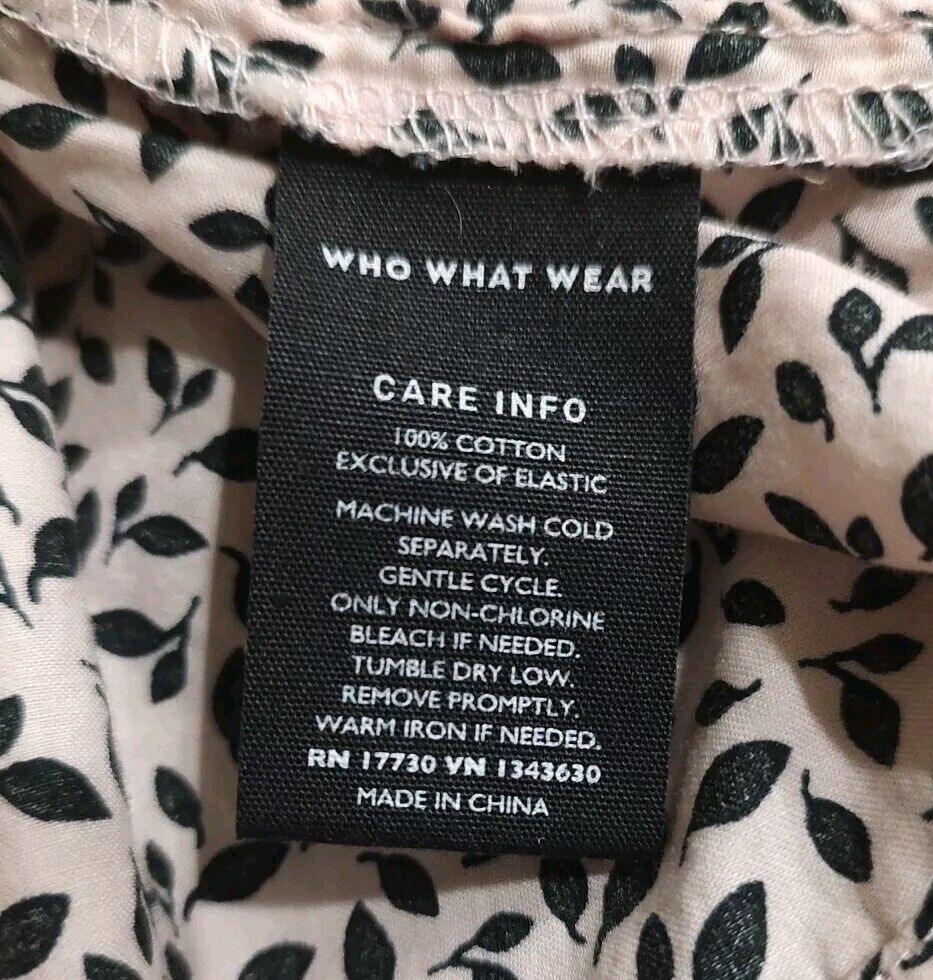 WHO WHAT WEAR
CARE INFO
100% COTTON
EXCLUSIVE OF ELASTIC
MACHINE WASH COLD
SEPARATELY.
GENTLE CYCLE.
ONLY NON-CHLORINE
BLEACH IF NEEDED.
TUMBLE DRY LOW.
REMOVE PROMPTLY.
WARM IRON IF NEEDED.
RN 17730 VN 1343630
MADE IN CHINA